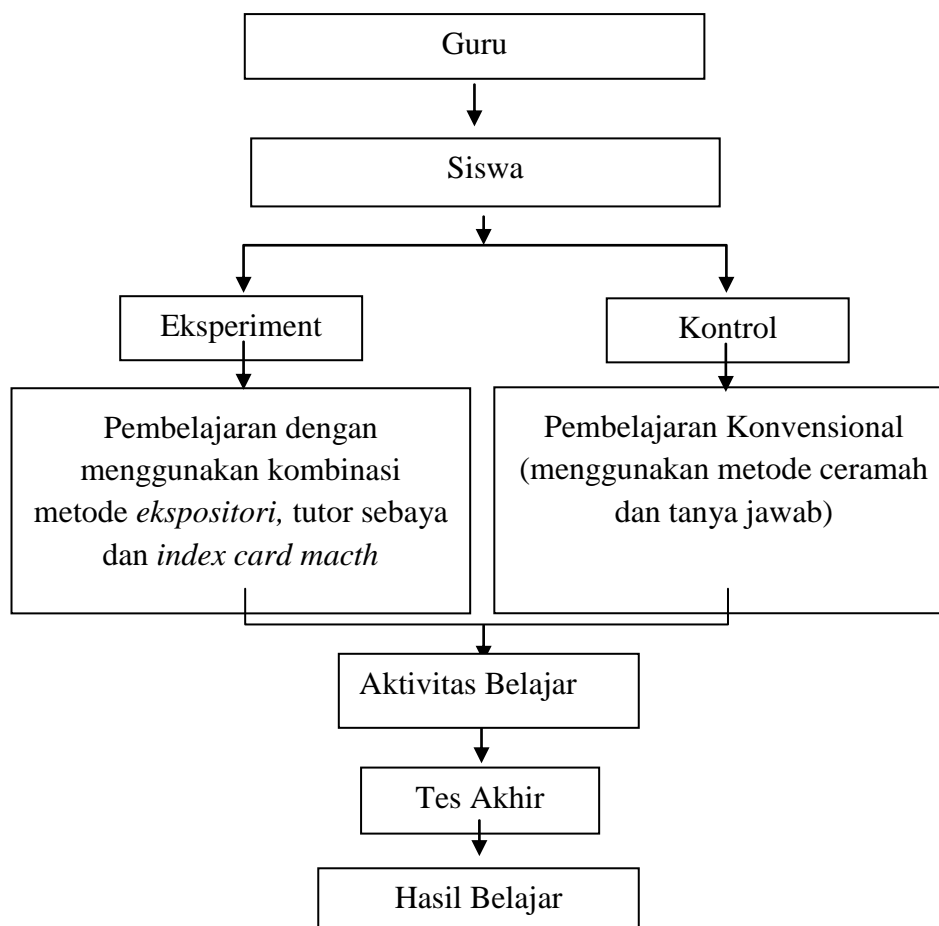 Guru
Siswa
Eksperiment
Kontrol
Pembelajaran dengan
menggunakan kombinasi
metode ekspositori, tutor sebaya
dan index card macth
Pembelajaran Konvensional
(menggunakan metode ceramah
dan tanya jawab)
Aktivitas Belajar
Tes Akhir
Hasil Belajar